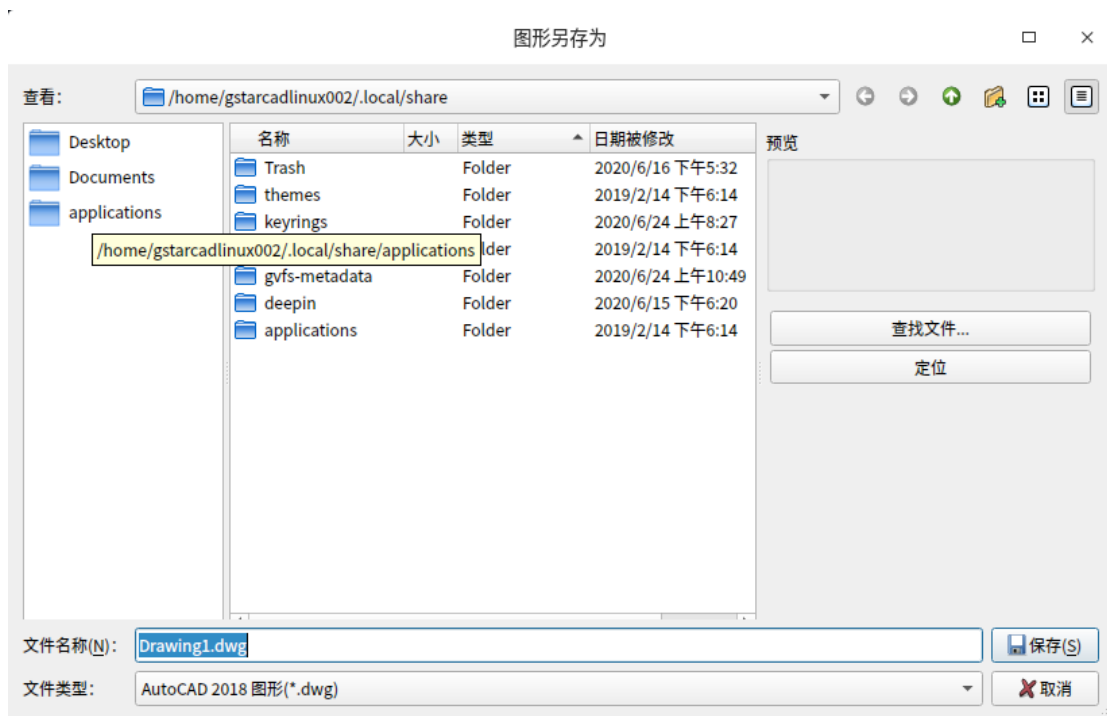 图形另存为
查看: /home/gstarcadlinux002/.local/share
Desktop
Documents
applications
名称 大小 类型 日期被修改
Trash Folder 2020/6/16 下午5:32
themes Folder 2019/2/14 下午6:14
keyrings Folder 2020/6/24 上午8:27
/home/gstarcadlinux002/.local/share/applications lder 2019/2/14 下午6:14
gvfs-metadata Folder 2020/6/24 上午10:49
deepin Folder 2020/6/15 下午6:20
applications Folder 2019/2/14 下午6:14
预览
查找文件...
定位
文件名称(N): Drawing1.dwg 保存(S)
文件类型: AutoCAD 2018 图形(*.dwg) 取消